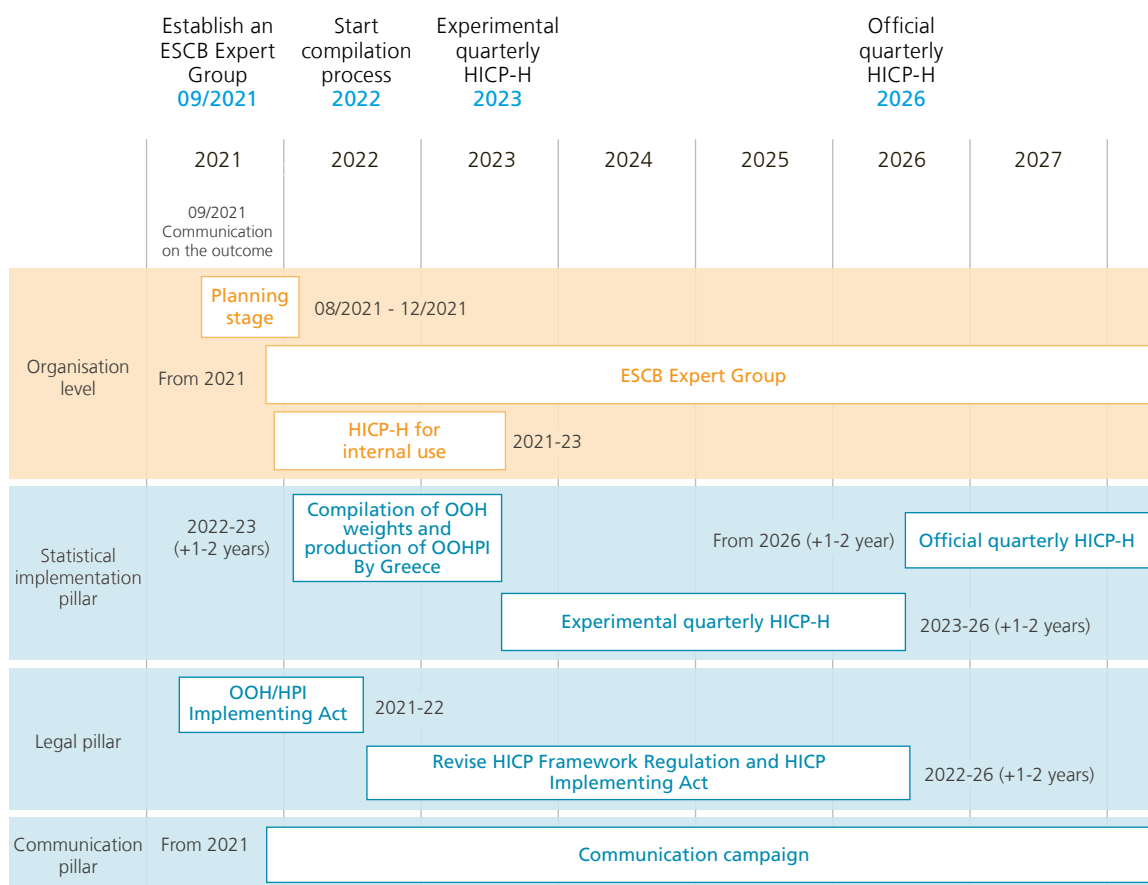 Establish an
ESCB Expert
Group
09/2021
Start
compilation
process
2022
Experimental
quarterly
HICP-H
2023
Official
quarterly
HICP-H
2026
2021
2022
2023
2024
2025
2026
2027
09/2021
Communication
on the outcome
Organisation
level
Planning
stage
08/2021 - 12/2021
From 2021
ESCB Expert Group
HICP-H for
internal use
2021-23
Statistical
implementation
pillar
2022-23
(+1-2 years)
Compilation of OOH
weights and
production of OOHPI
By Greece
From 2026 (+1-2 year)
Official quarterly HICP-H
Experimental quarterly HICP-H
2023-26 (+1-2 years)
Legal pillar
OOH/HPI
Implementing Act
2021-22
Revise HICP Framework Regulation and HICP
Implementing Act
2022-26 (+1-2 years)
Communication
pillar
From 2021
Communication campaign